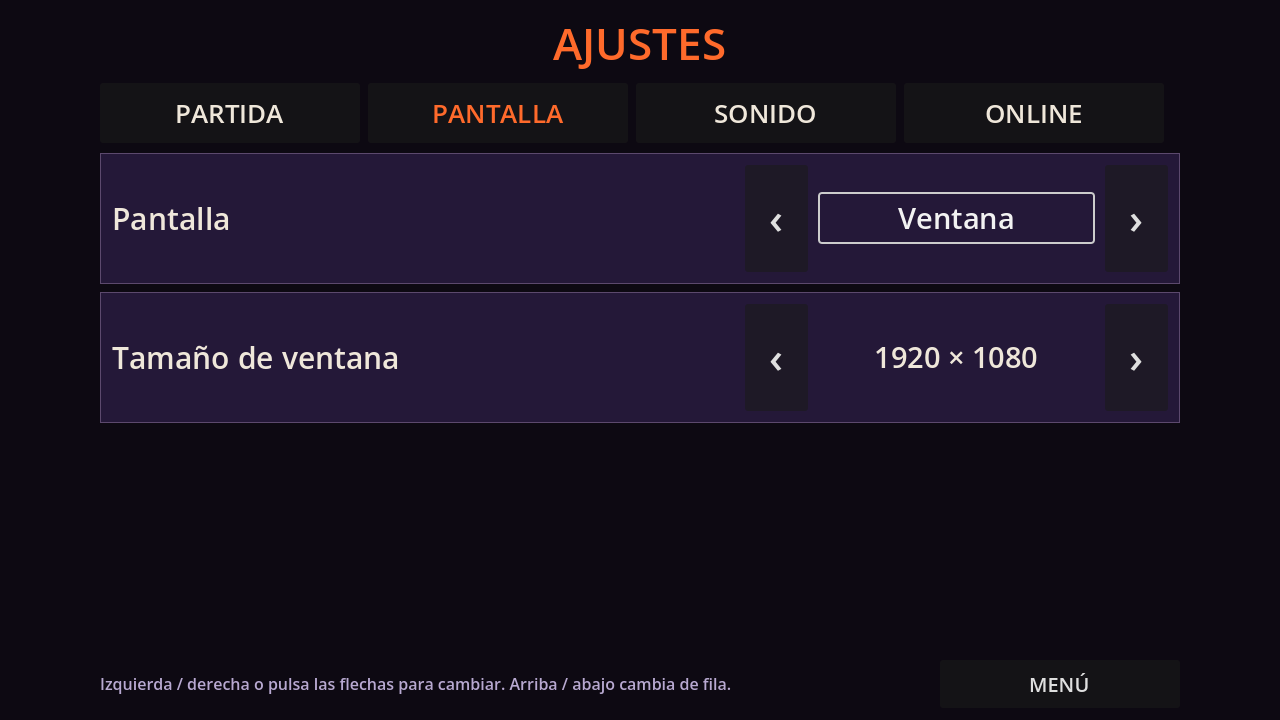 AJUSTES
PARTIDA PANTALLA SONIDO ONLINE
Pantalla ‹ Ventana ›
Tamaño de ventana ‹ 1920 × 1080 ›
Izquierda / derecha o pulsa las flechas para cambiar. Arriba / abajo cambia de fila. MENÚ